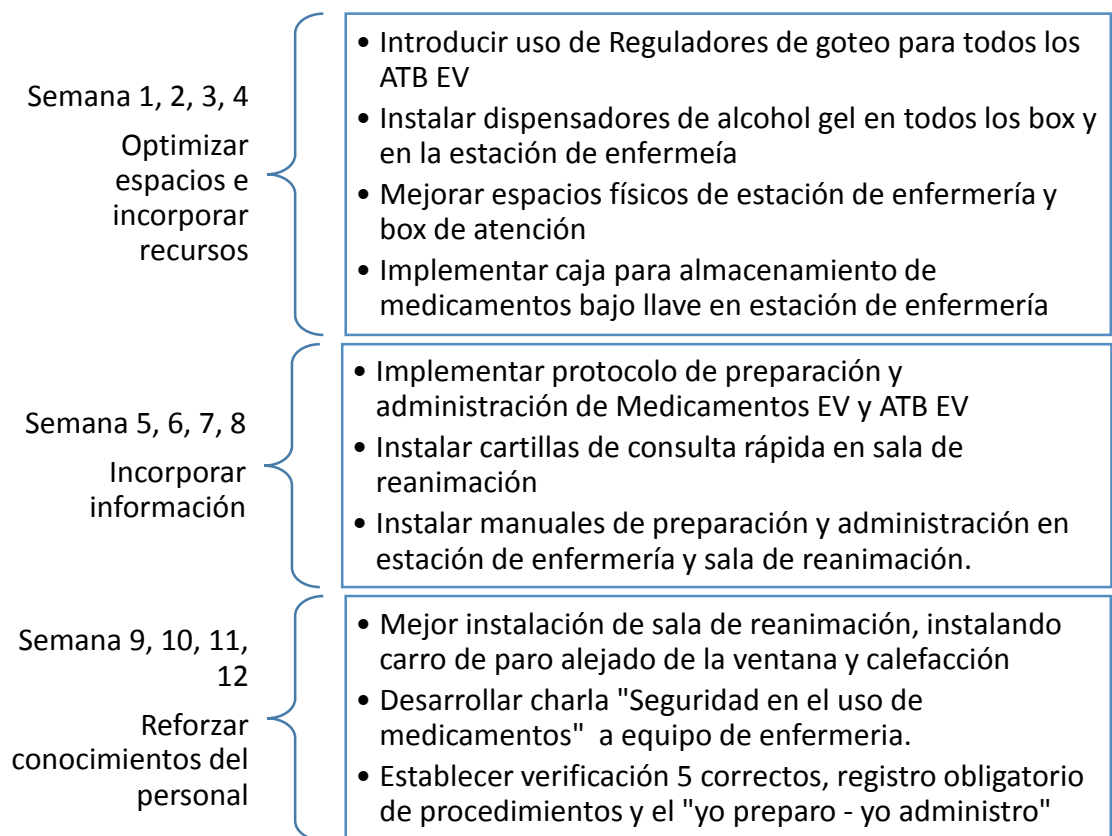 Semana 1, 2, 3, 4
Optimizar
espacios e
incorporar
recursos
• Introducir uso de Reguladores de goteo para todos los
ATB EV
• Instalar dispensadores de alcohol gel en todos los box y
en la estación de enfermeía
• Mejorar espacios físicos de estación de enfermería y
box de atención
• Implementar caja para almacenamiento de
medicamentos bajo llave en estación de enfermería
Semana 5, 6, 7, 8
Incorporar
información
• Implementar protocolo de preparación y
administración de Medicamentos EV y ATB EV
• Instalar cartillas de consulta rápida en sala de
reanimación
• Instalar manuales de preparación y administración en
estación de enfermería y sala de reanimación.
Semana 9, 10, 11,
12
Reforzar
conocimientos del
personal
• Mejor instalación de sala de reanimación, instalando
carro de paro alejado de la ventana y calefacción
• Desarrollar charla "Seguridad en el uso de
medicamentos" a equipo de enfermeria.
• Establecer verificación 5 correctos, registro obligatorio
de procedimientos y el "yo preparo - yo administro"